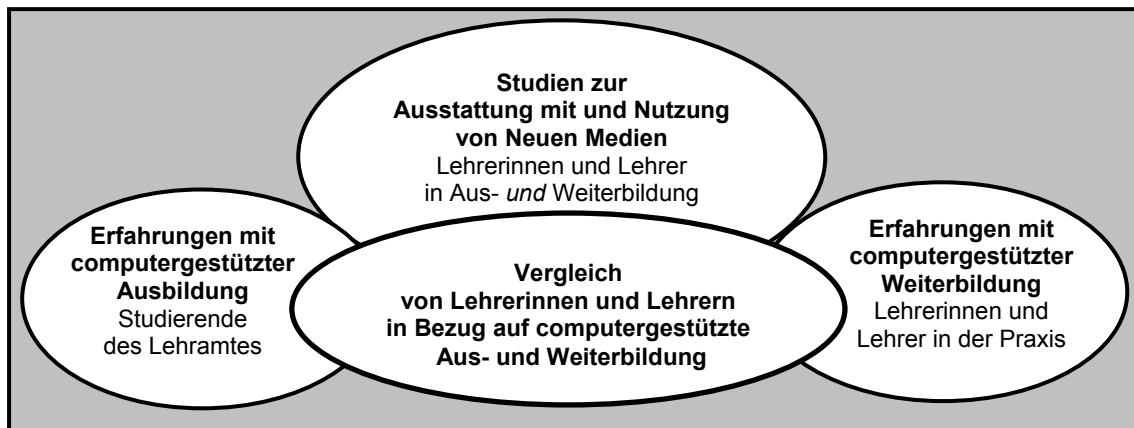 Studien zur
Ausstattung mit und Nutzung
von Neuen Medien
Lehrerinnen und Lehrer
in Aus- und Weiterbildung
Erfahrungen mit
computergestützter
Ausbildung
Studierende
des Lehramtes
Vergleich
von Lehrerinnen und Lehrern
in Bezug auf computergestützte
Aus- und Weiterbildung
Erfahrungen mit
computergestützter
Weiterbildung
Lehrerinnen und
Lehrer in der Praxis